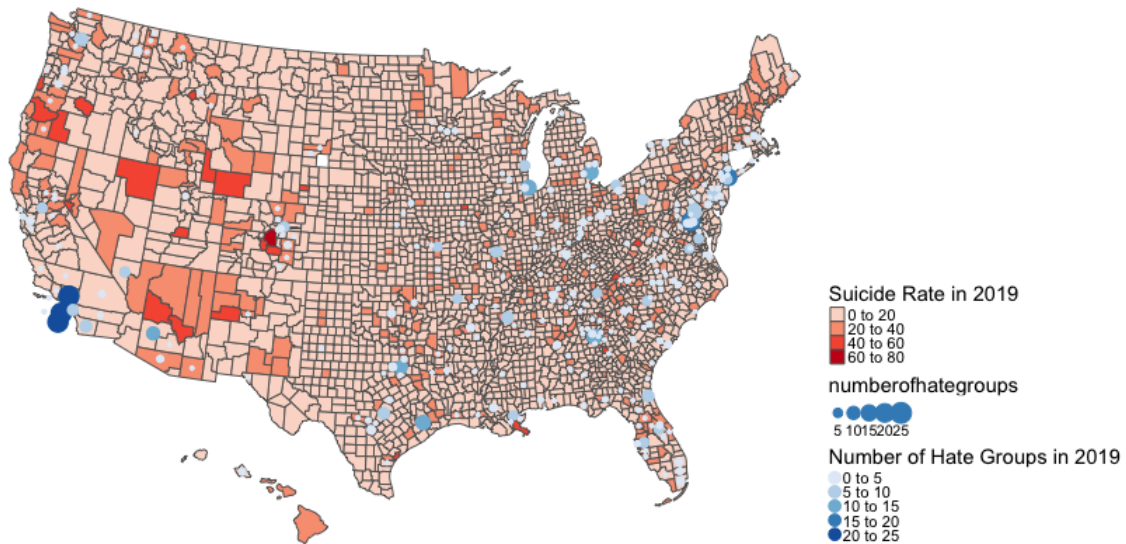 Suicide Rate in 2019
0 to 20
20 to 40
40 to 60
60 to 80
numberofhategroups
5 10152025
Number of Hate Groups in 2019
0 to 5
5 to 10
10 to 15
15 to 20
20 to 25